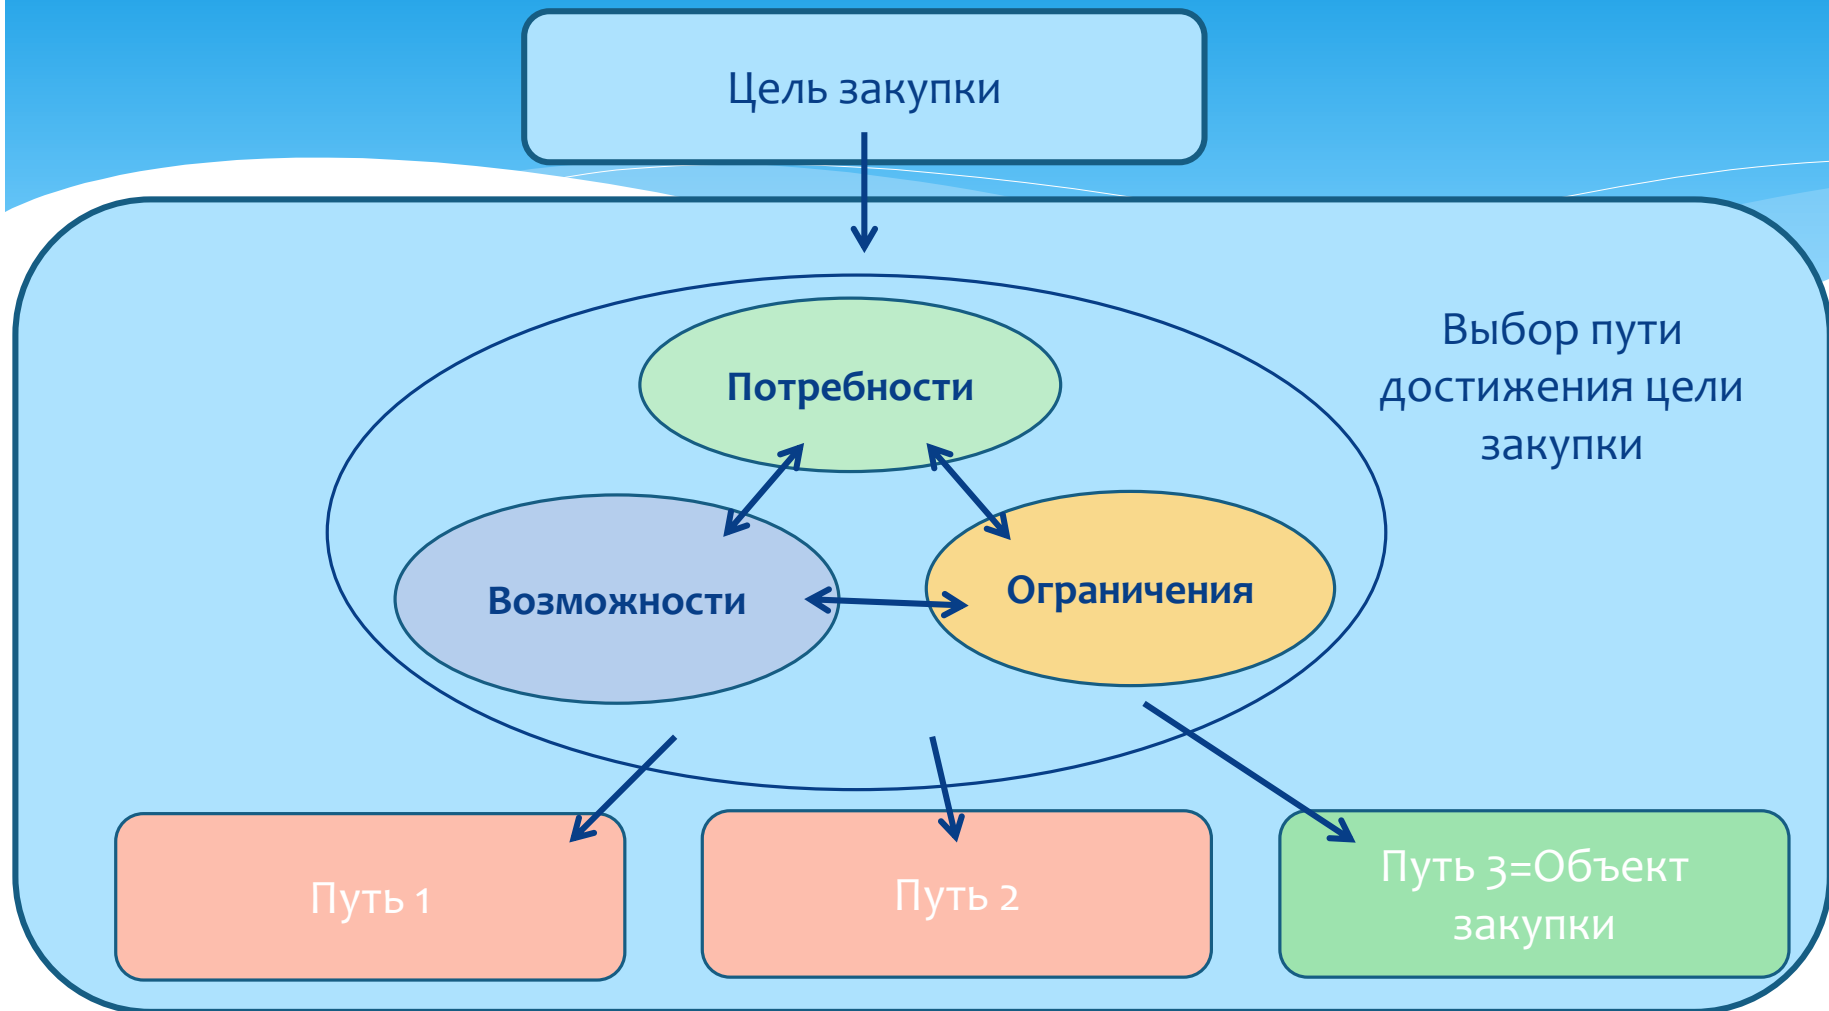 Цель закупки
Выбор пути
достижения цели
закупки
Потребности
Возможности
Ограничения
Путь 1
Путь 2
Путь 3=Объект
закупки